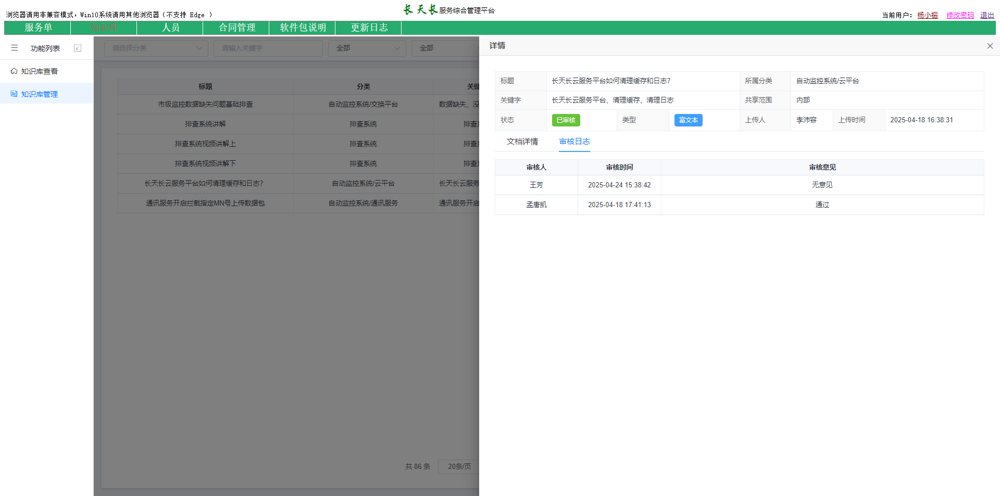 浏览器请用非兼容模式，Win10系统请用其他浏览器（不支持 Edge ）
长天长服务综合管理平台
当前用户： 杨小振 修改密码 退出
服务单 知识库 人员 合同管理 软件包说明 更新日志
功能列表
知识库查看
知识库管理
请选择分类 请输入关键字 全部 全部
标题 分类 关键
市级监控数据缺失问题基础排查 自动监控系统/交换平台 数据缺失、没
排查系统讲解 排查系统 排查系
排查系统视频讲解上 排查系统 排查系
排查系统视频讲解下 排查系统 排查系
长天长云服务平台如何清理缓存和日志？ 自动监控系统/云平台 长天长云服务
通讯服务开启拦截指定MN号上传数据包 自动监控系统/通讯服务 通讯服务开启
共 86 条 20条/页
详情
标题 长天长云服务平台如何清理缓存和日志？ 所属分类 自动监控系统/云平台
关键字 长天长云服务平台、清理缓存、清理日志 共享范围 内部
状态 已审核 类型 富文本 上传人 李沛容 上传时间 2025-04-18 16:38:31
文档详情 审核日志
审核人 审核时间 审核意见
王芳 2025-04-24 15:38:42 无意见
孟唐凯 2025-04-18 17:41:13 通过